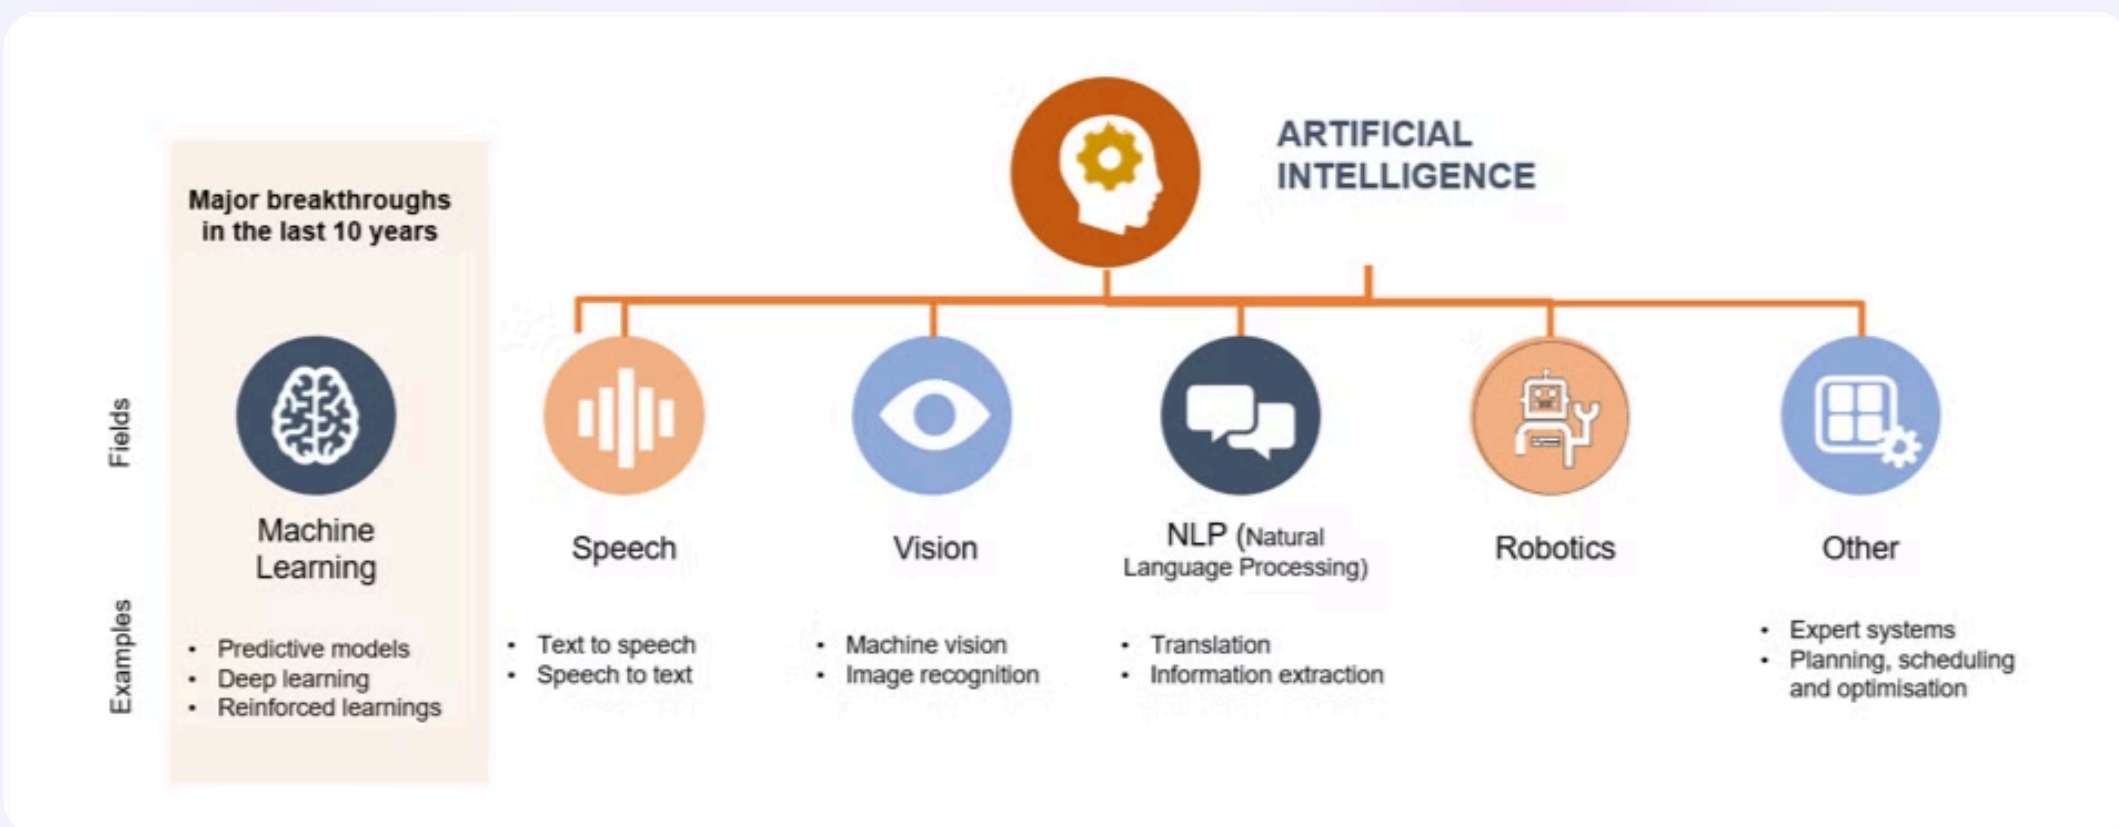 ARTIFICIAL
INTELLIGENCE
Major breakthroughs
in the last 10 years
Fields
Machine
Learning
Speech
Vision
NLP (Natural
Language Processing)
Robotics
Other
Examples
• Predictive models
• Deep learning
• Reinforced learnings
• Text to speech
• Speech to text
• Machine vision
• Image recognition
• Translation
• Information extraction
• Expert systems
• Planning, scheduling
and optimisation